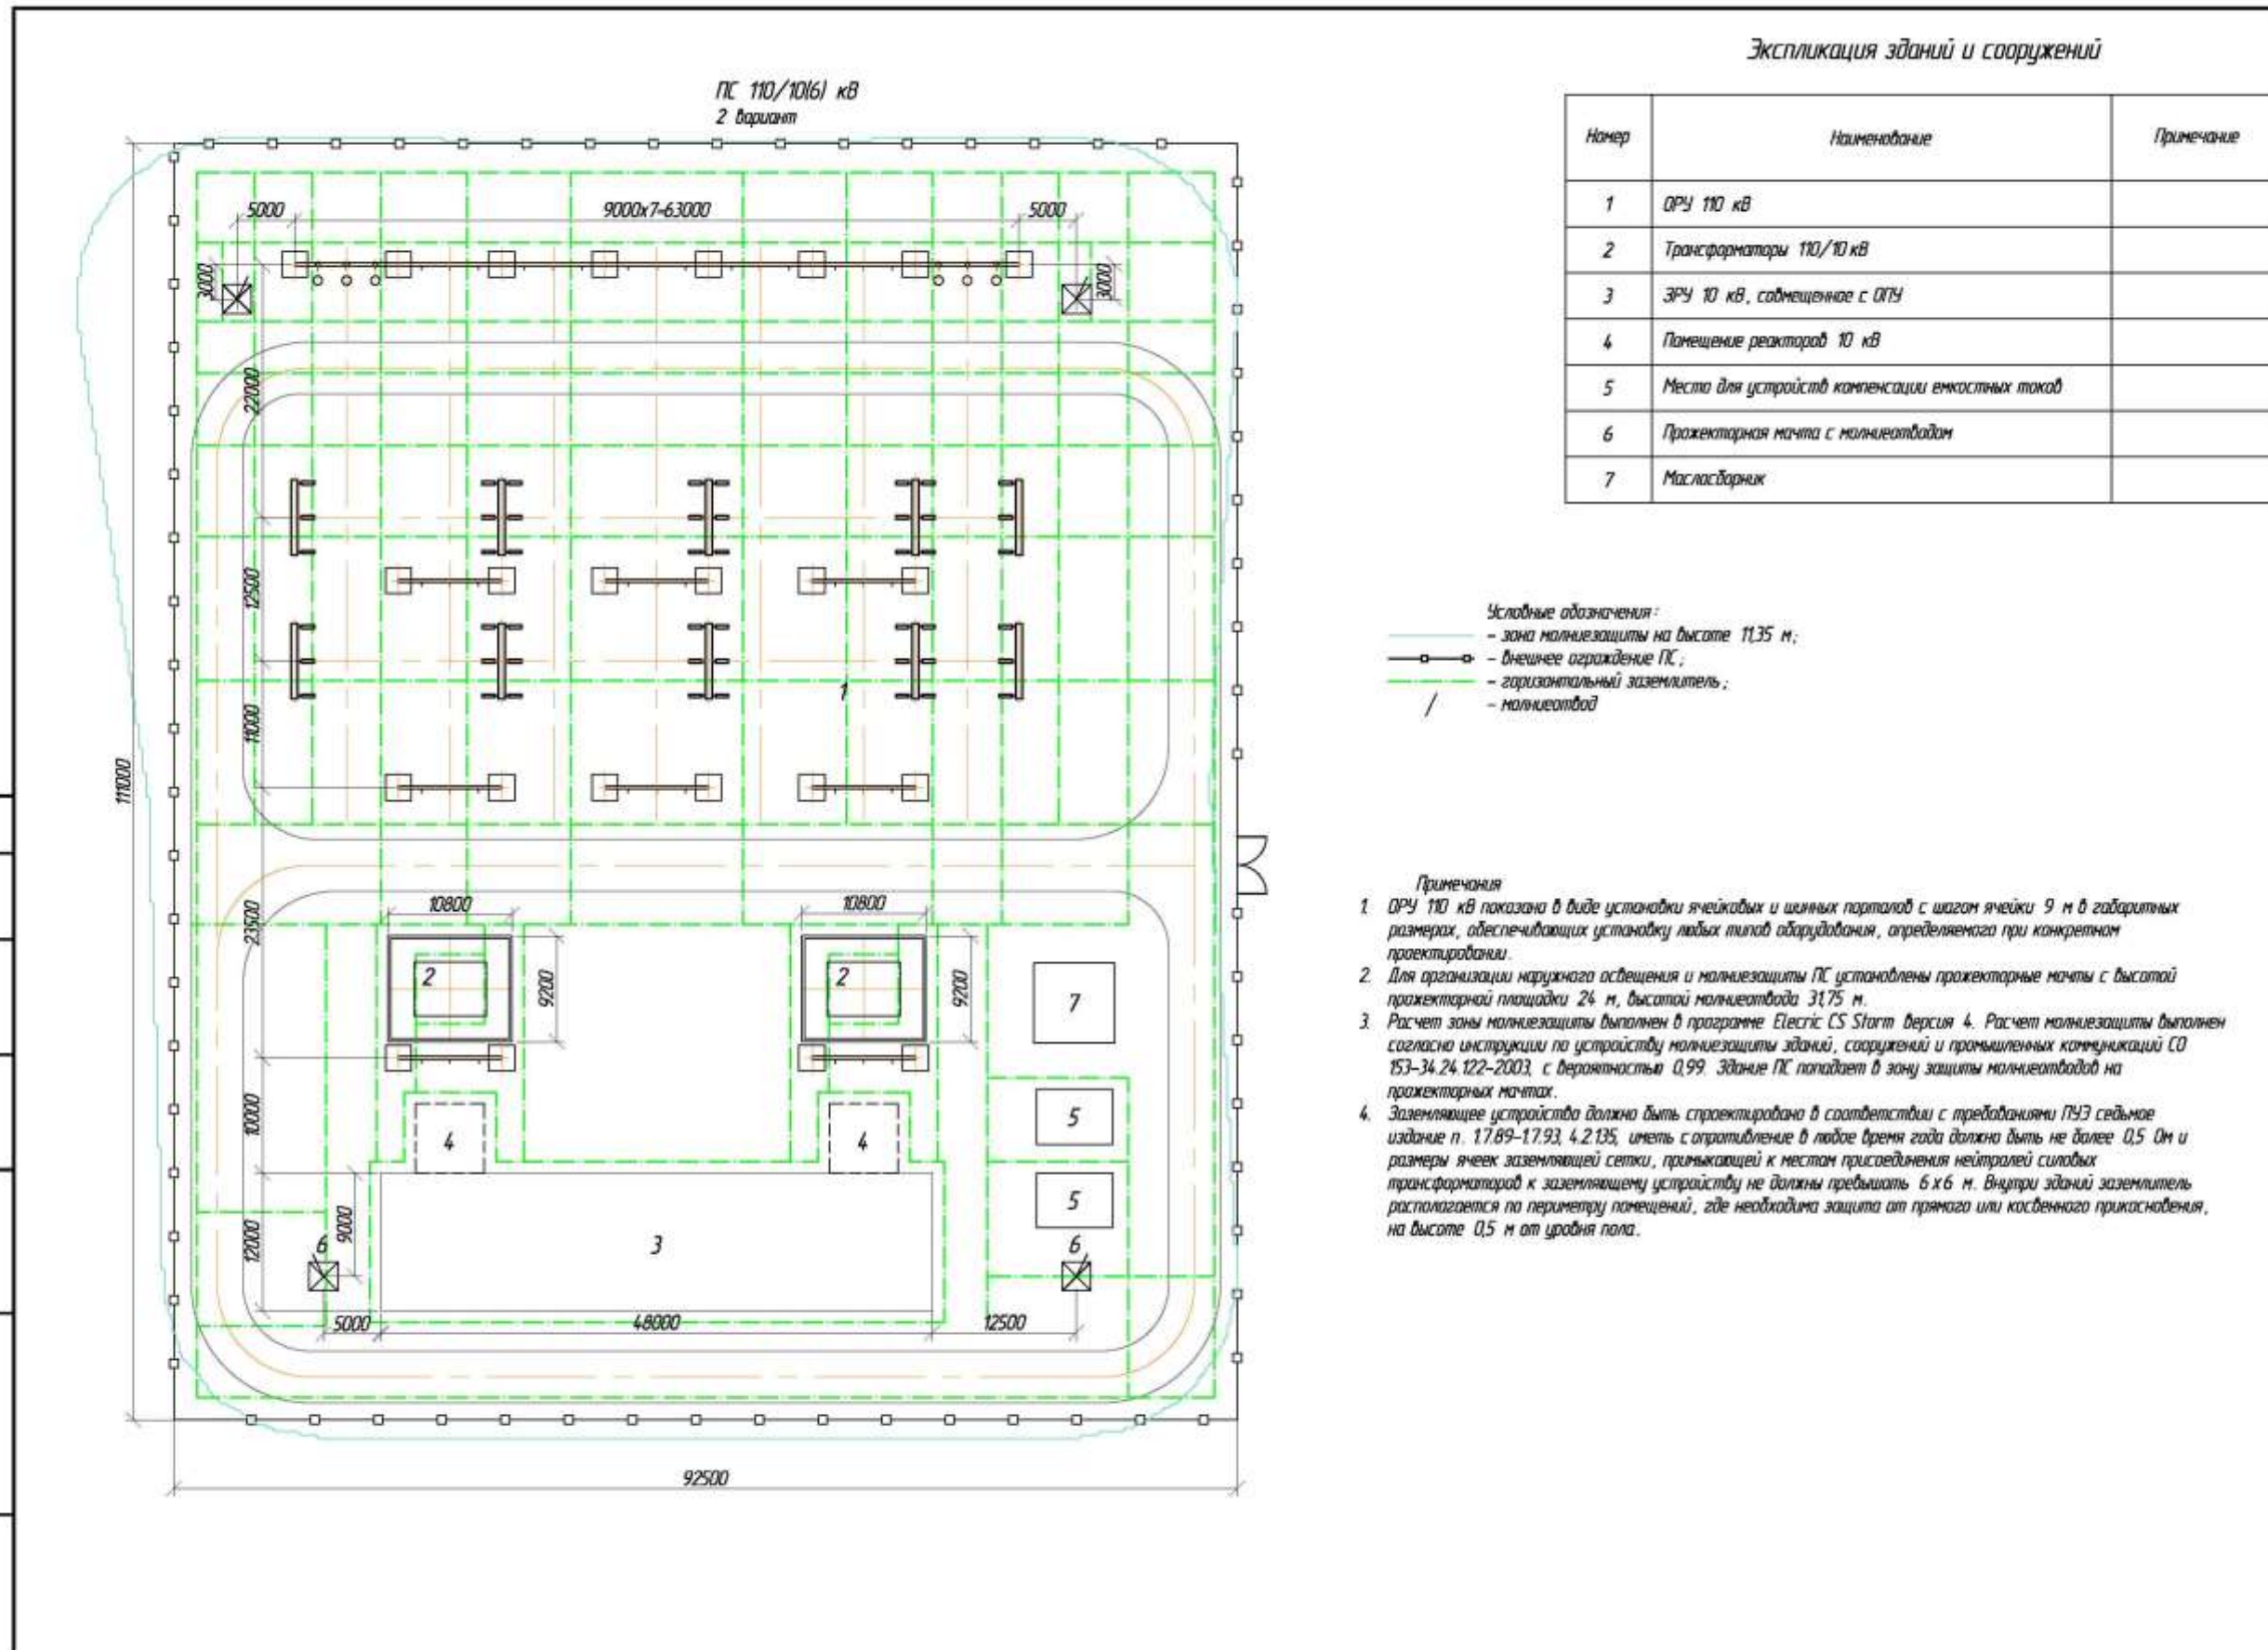 ПС 110/10(6) кВ
2 вариант
5000
9000х7=63000
5000
3000
3000
22000
12500
1
11000
111000
23500
10800
10800
2
9200
2
9200
7
10000
4
4
5
5
12000
9000
6
3
6
5000
48000
12500
92500
Экспликация зданий и сооружений
Номер Наименование Примечание
1 ОРУ 110 кВ
2 Трансформаторы 110/10 кВ
3 ЗРУ 10 кВ, совмещенное с ОПУ
4 Помещение реакторов 10 кВ
5 Место для устройств компенсации емкостных токов
6 Прожекторная мачта с молниеотводом
7 Маслосборник
Условные обозначения:
- зона молниезащиты на высоте 11,35 м;
- внешнее ограждение ПС;
- горизонтальный заземлитель;
- молниеотвод
Примечания
1. ОРУ 110 кВ показано в виде установки ячейковых и шинных порталов с шагом ячейки 9 м в габаритных
размерах, обеспечивающих установку любых типов оборудования, определяемого при конкретном
проектировании.
2. Для организации наружного освещения и молниезащиты ПС установлены прожекторные мачты с высотой
прожекторной площадки 24 м, высотой молниеотвода 31,75 м.
3. Расчет зоны молниезащиты выполнен в программе Elecric CS Storm версия 4. Расчет молниезащиты выполнен
согласно инструкции по устройству молниезащиты зданий, сооружений и промышленных коммуникаций СО
153-34.24.122-2003, с вероятностью 0,99. Здание ПС попадает в зону защиты молниеотводов на
прожекторных мачтах.
4. Заземляющее устройство должно быть спроектировано в соответствии с требованиями ПУЭ седьмое
издание п. 1.7.89-1.7.93, 4.2.135, иметь сопротивление в любое время года должно быть не более 0,5 Ом и
размеры ячеек заземляющей сетки, примыкающей к местам присоединения нейтралей силовых
трансформаторов к заземляющему устройству не должны превышать 6х6 м. Внутри зданий заземлитель
располагается по периметру помещений, где необходима защита от прямого или косвенного прикосновения,
на высоте 0,5 м от уровня пола.